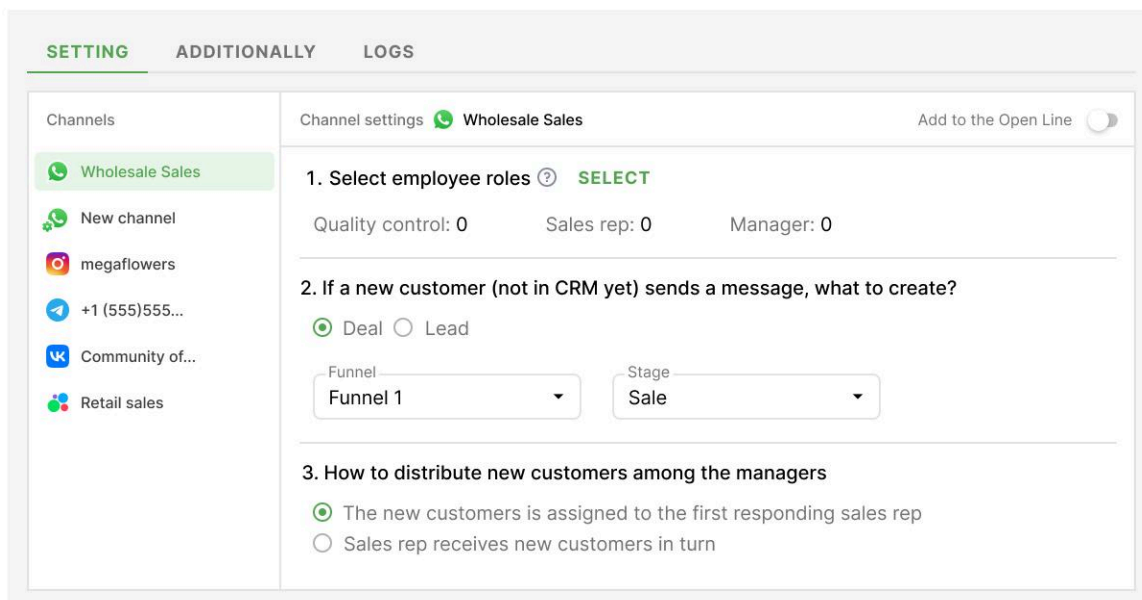 SETTING ADDITIONALLY LOGS
Channels
Wholesale Sales
New channel
megaflowers
+1 (555)555...
Community of...
Retail sales
Channel settings Wholesale Sales Add to the Open Line
1. Select employee roles ? SELECT
Quality control: 0 Sales rep: 0 Manager: 0
2. If a new customer (not in CRM yet) sends a message, what to create?
Deal Lead
Funnel Stage
Funnel 1 Sale
3. How to distribute new customers among the managers
The new customers is assigned to the first responding sales rep
Sales rep receives new customers in turn